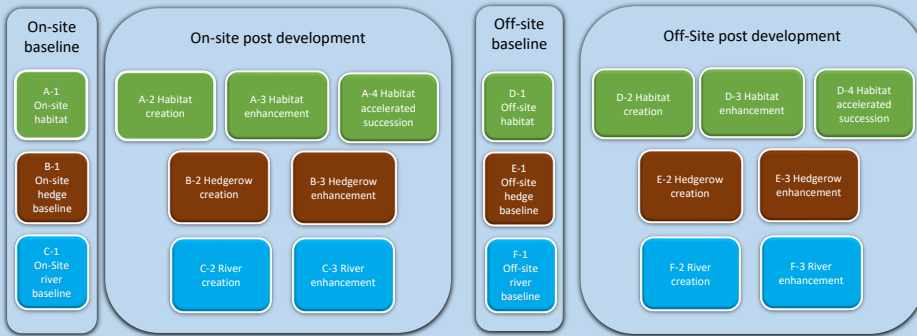 On-site
baseline
A-1
On-site
habitat
B-1
On-site
hedge
baseline
C-1
On-Site
river
baseline
On-site post development
A-2 Habitat
creation
A-3 Habitat
enhancement
A-4 Habitat
accelerated
succession
B-2 Hedgerow
creation
B-3 Hedgerow
enhancement
C-2 River
creation
C-3 River
enhancement
Off-site
baseline
D-1
Off-site
habitat
E-1
Off-site
hedge
baseline
F-1
Off-site
river
baseline
Off-Site post development
D-2 Habitat
creation
D-3 Habitat
enhancement
D-4 Habitat
accelerated
succession
E-2 Hedgerow
creation
E-3 Hedgerow
enhancement
F-2 River
creation
F-3 River
enhancement